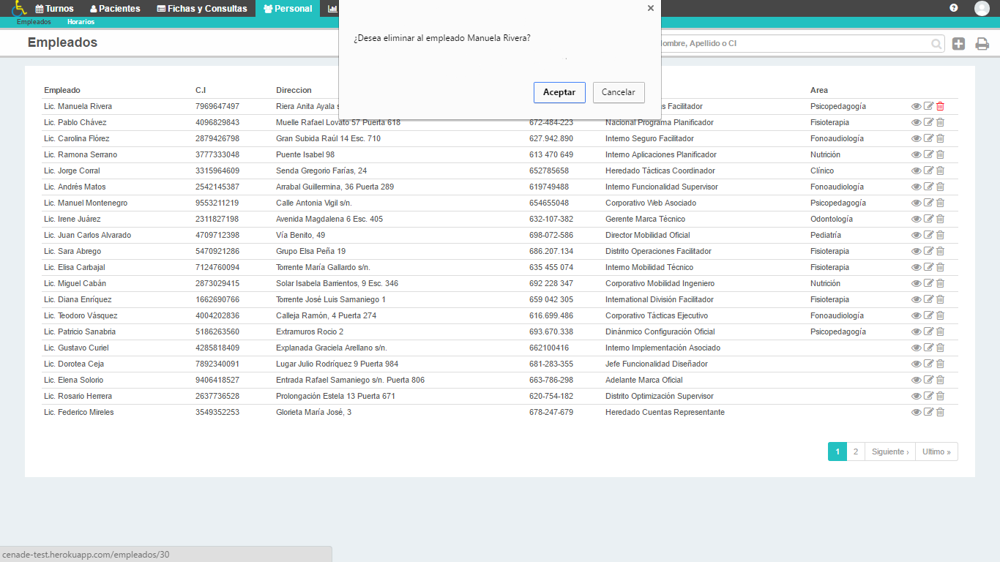 Turnos Pacientes Fichas y Consultas Personal
Empleados Horarios
Empleados
Nombre, Apellido o CI
¿Desea eliminar al empleado Manuela Rivera?
Aceptar Cancelar
Empleado C.I Direccion Area
Lic. Manuela Rivera 7969647497 Riera Anita Ayala Facilitador Psicopedagogía
Lic. Pablo Chávez 4096829843 Muelle Rafael Lovato 57 Puerta 618 672-484-223 Nacional Programa Planificador Fisioterapia
Lic. Carolina Flórez 2879426798 Gran Subida Raúl 14 Esc. 710 627.942.890 Interno Seguro Facilitador Fonoaudiología
Lic. Ramona Serrano 3777333048 Puente Isabel 98 613 470 649 Interno Aplicaciones Planificador Nutrición
Lic. Jorge Corral 3315964609 Senda Gregorio Farías, 24 652785658 Heredado Tácticas Coordinador Clínico
Lic. Andrés Matos 2542145387 Arrabal Guillermina, 36 Puerta 289 619749488 Interno Funcionalidad Supervisor Fonoaudiología
Lic. Manuel Montenegro 9553211219 Calle Antonia Vigil s/n. 654655048 Corporativo Web Asociado Psicopedagogía
Lic. Irene Juárez 2311827198 Avenida Magdalena 6 Esc. 405 632-107-382 Gerente Marca Técnico Odontología
Lic. Juan Carlos Alvarado 4709712398 Vía Benito, 49 698-072-586 Director Mobilidad Oficial Pediatría
Lic. Sara Abrego 5470921286 Grupo Elsa Peña 19 686.207.134 Distrito Operaciones Facilitador Fisioterapia
Lic. Elisa Carbajal 7124760094 Torrente María Gallardo s/n. 635 455 074 Interno Mobilidad Técnico Fisioterapia
Lic. Miguel Cabán 2873029415 Solar Isabela Barrientos, 9 Esc. 346 692 228 347 Corporativo Mobilidad Ingeniero Nutrición
Lic. Diana Enríquez 1662690766 Torrente José Luis Samaniego 1 659 042 305 International División Facilitador Fisioterapia
Lic. Teodoro Vásquez 4004202836 Calleja Ramón, 4 Puerta 274 616.699.486 Corporativo Tácticas Ejecutivo Fonoaudiología
Lic. Patricio Sanabria 5186263560 Extramuros Rocio 2 693.670.338 Dinánmico Configuración Oficial Psicopedagogía
Lic. Gustavo Curiel 4285818409 Explanada Graciela Arellano s/n. 662100416 Interno Implementación Asociado
Lic. Dorotea Ceja 7892340091 Lugar Julio Rodríquez 9 Puerta 984 681-283-355 Jefe Funcionalidad Diseñador
Lic. Elena Solorio 9406418527 Entrada Rafael Samaniego s/n. Puerta 806 663-786-298 Adelante Marca Oficial
Lic. Rosario Herrera 2637736528 Prolongación Estela 13 Puerta 671 620-754-182 Distrito Optimización Supervisor
Lic. Federico Mireles 3549352253 Glorieta María José, 3 678-247-679 Heredado Cuentas Representante
1 2 Siguiente › Ultimo »
cenade-test.herokuapp.com/empleados/30